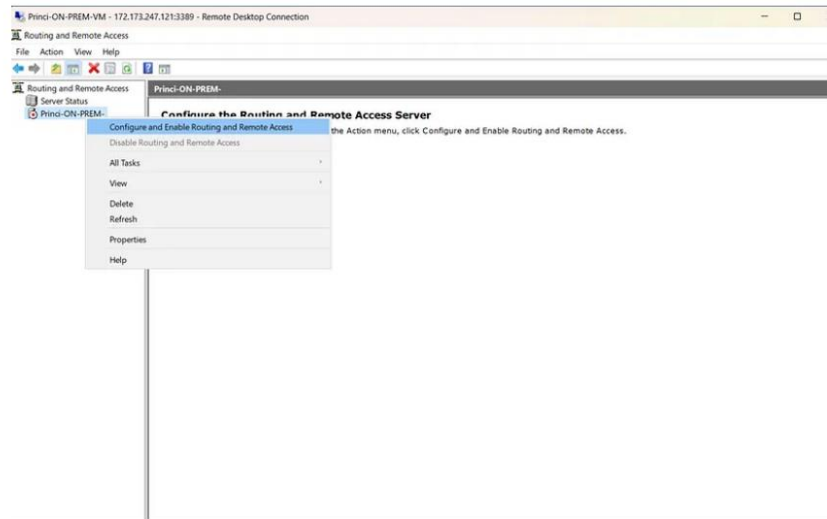 Princi-ON-PREM-VM - 172.173.247.121:3389 - Remote Desktop Connection
Routing and Remote Access
File Action View Help
Routing and Remote Access
Server Status
Princi-ON-PREM-
Princi-ON-PREM-
Configure the Routing and Remote Access Server
the Action menu, click Configure and Enable Routing and Remote Access.
Configure and Enable Routing and Remote Access
Disable Routing and Remote Access
All Tasks
View
Delete
Refresh
Properties
Help